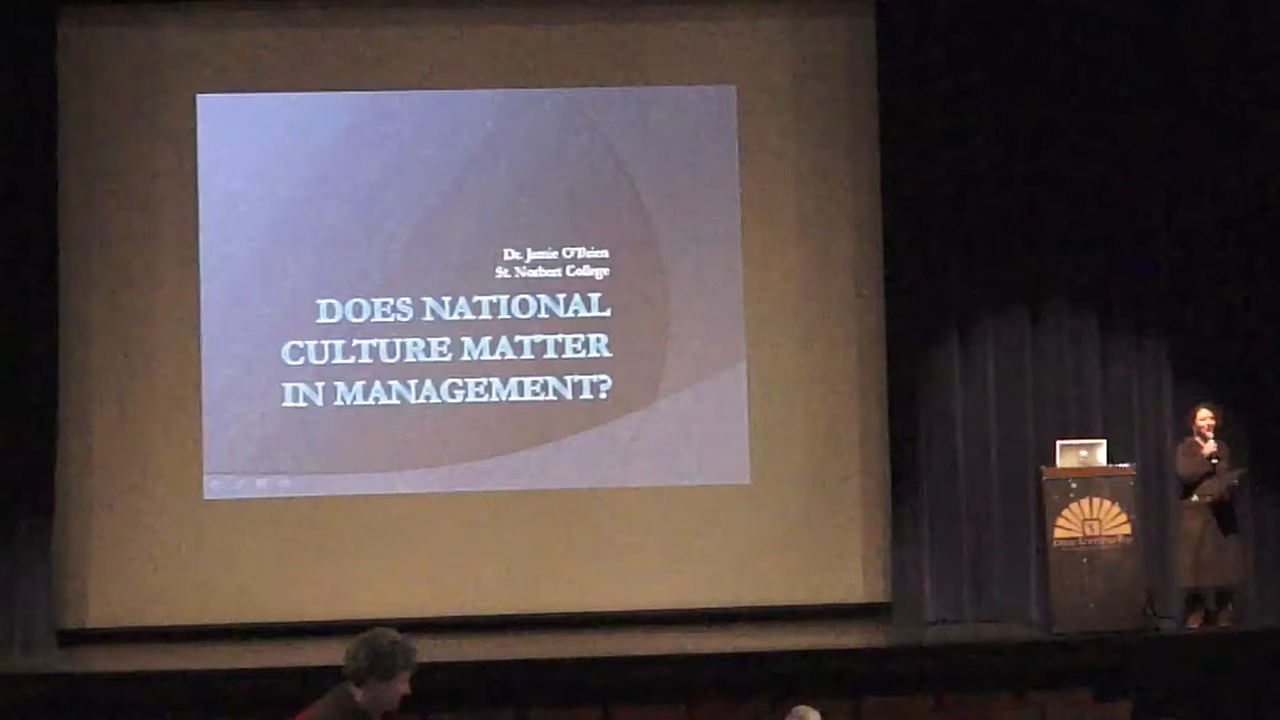 Dr. Jamie O'Brien
St. Norbert College
DOES NATIONAL
CULTURE MATTER
IN MANAGEMENT?